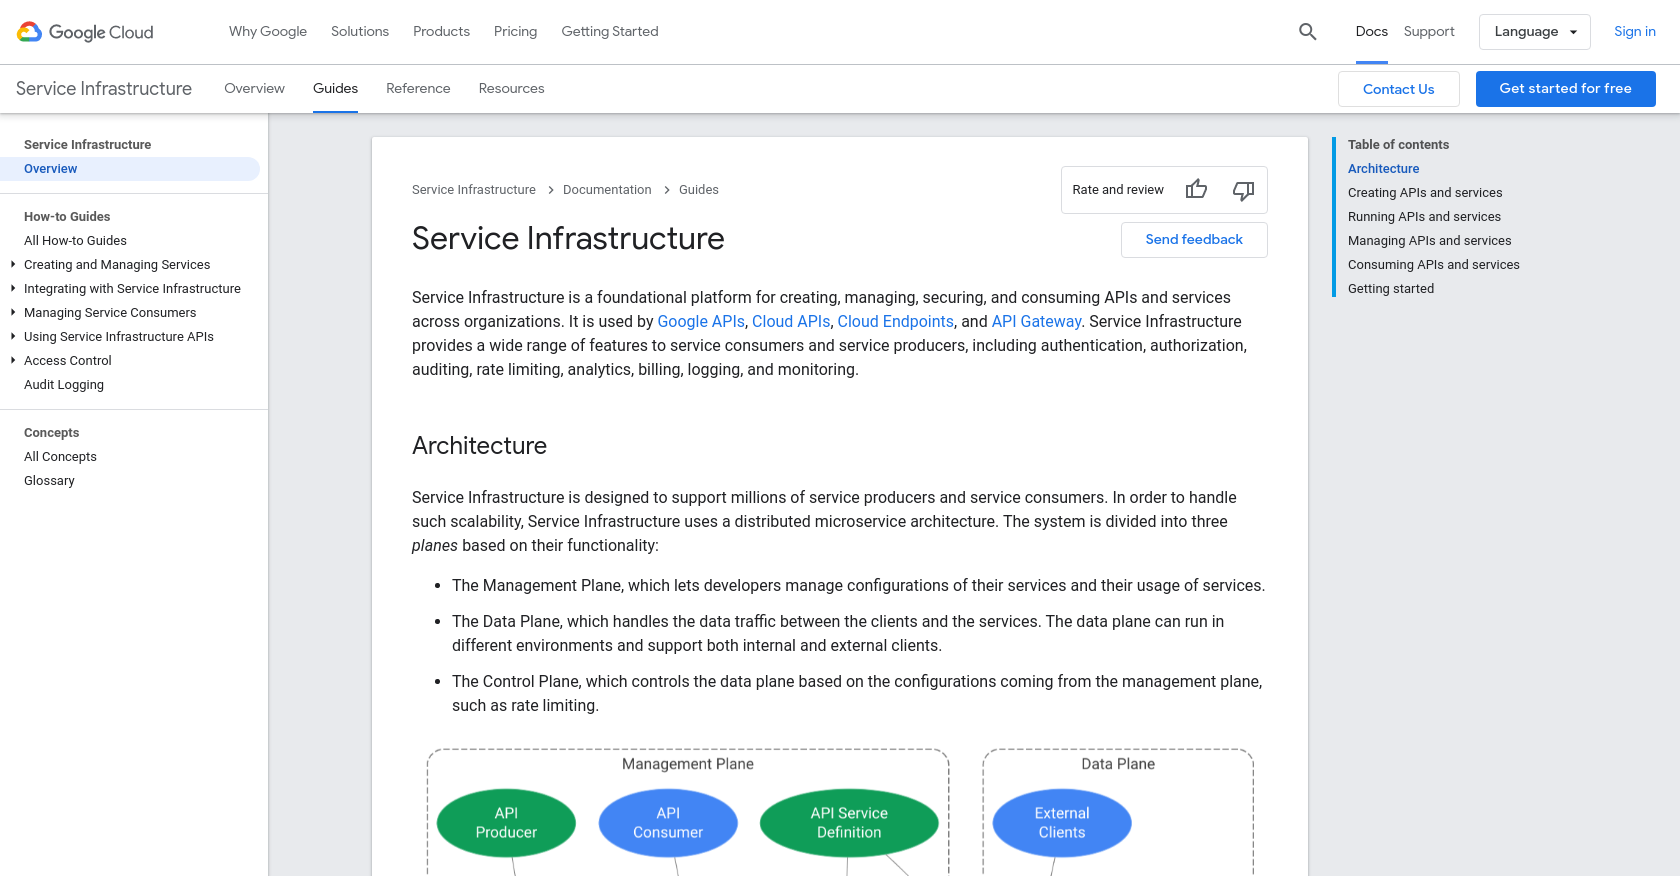 Google Cloud
Why Google
Solutions
Products
Pricing
Getting Started
Docs
Support
Language
Sign in
Service Infrastructure
Overview
Guides
Reference
Resources
Contact Us
Get started for free
Service Infrastructure
Overview
How-to Guides
All How-to Guides
Creating and Managing Services
Integrating with Service Infrastructure
Managing Service Consumers
Using Service Infrastructure APIs
Access Control
Audit Logging
Concepts
All Concepts
Glossary
Service Infrastructure
Documentation
Guides
Rate and review
Service Infrastructure
Send feedback
Service Infrastructure is a foundational platform for creating, managing, securing, and consuming APIs and services
across organizations. It is used by Google APIs, Cloud APIs, Cloud Endpoints, and API Gateway. Service Infrastructure
provides a wide range of features to service consumers and service producers, including authentication, authorization,
auditing, rate limiting, analytics, billing, logging, and monitoring.
Architecture
Service Infrastructure is designed to support millions of service producers and service consumers. In order to handle
such scalability, Service Infrastructure uses a distributed microservice architecture. The system is divided into three
planes based on their functionality:
• The Management Plane, which lets developers manage configurations of their services and their usage of services.
• The Data Plane, which handles the data traffic between the clients and the services. The data plane can run in
different environments and support both internal and external clients.
• The Control Plane, which controls the data plane based on the configurations coming from the management plane,
such as rate limiting.
Management Plane
API
Producer
API
Consumer
API Service
Definition
Data Plane
External
Clients
Table of contents
Architecture
Creating APIs and services
Running APIs and services
Managing APIs and services
Consuming APIs and services
Getting started